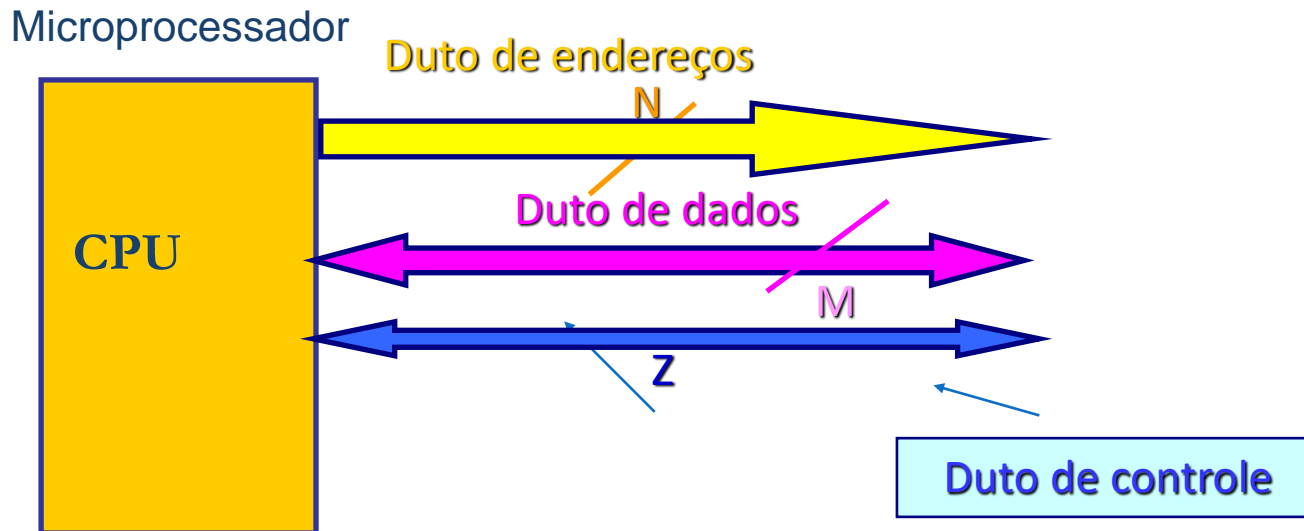 Microprocessador
Duto de endereços
N
Duto de dados
CPU
M
Z
Duto de controle